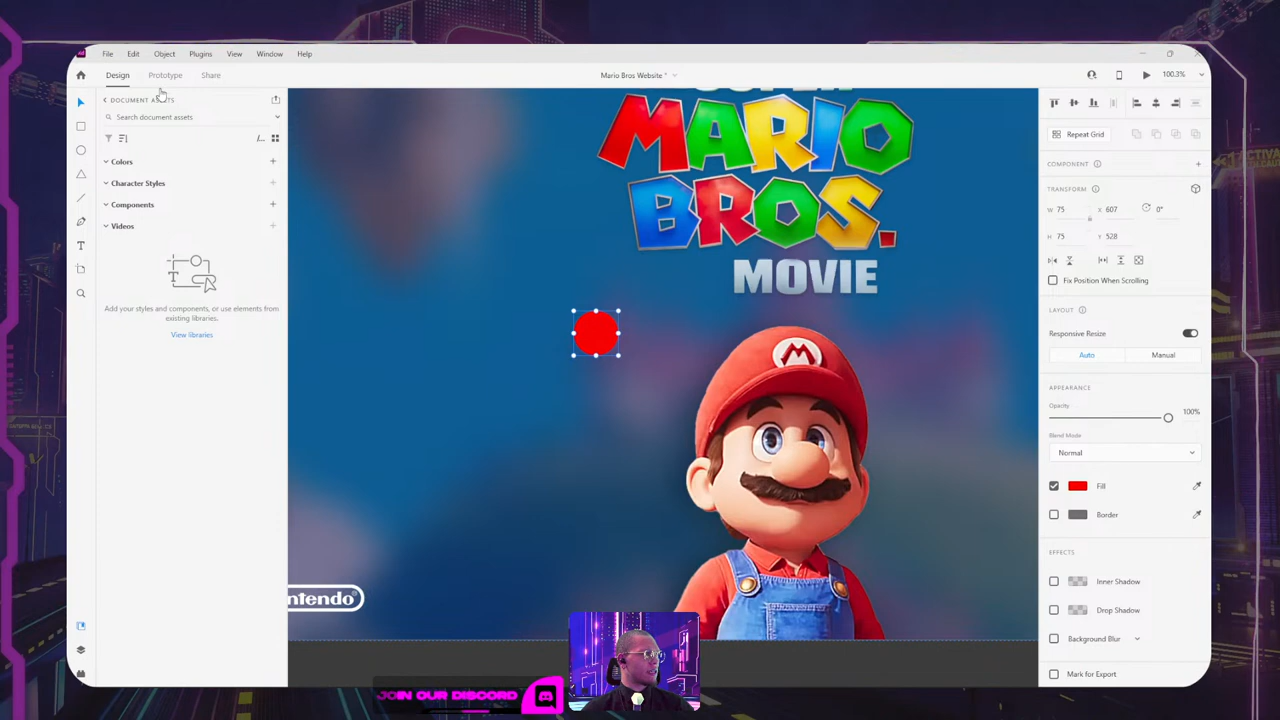 Xd File Edit Object Plugins View Window Help
Design Prototype Share Mario Bros Website * 100.3%
DOCUMENT ASSETS
Search document assets
Colors
Character Styles
Components
Videos
Add your styles and components, or use elements from
existing libraries.
View libraries
MARIO
BROS.
MOVIE
M
ntendo
®
Repeat Grid
COMPONENT
TRANSFORM
W 75 X 607 0°
H 75 Y 528
Fix Position When Scrolling
LAYOUT
Responsive Resize
Auto Manual
APPEARANCE
Opacity
100%
Blend Mode
Normal
Fill
Border
EFFECTS
Inner Shadow
Drop Shadow
Background Blur
Mark for Export
JOIN OUR DISCORD